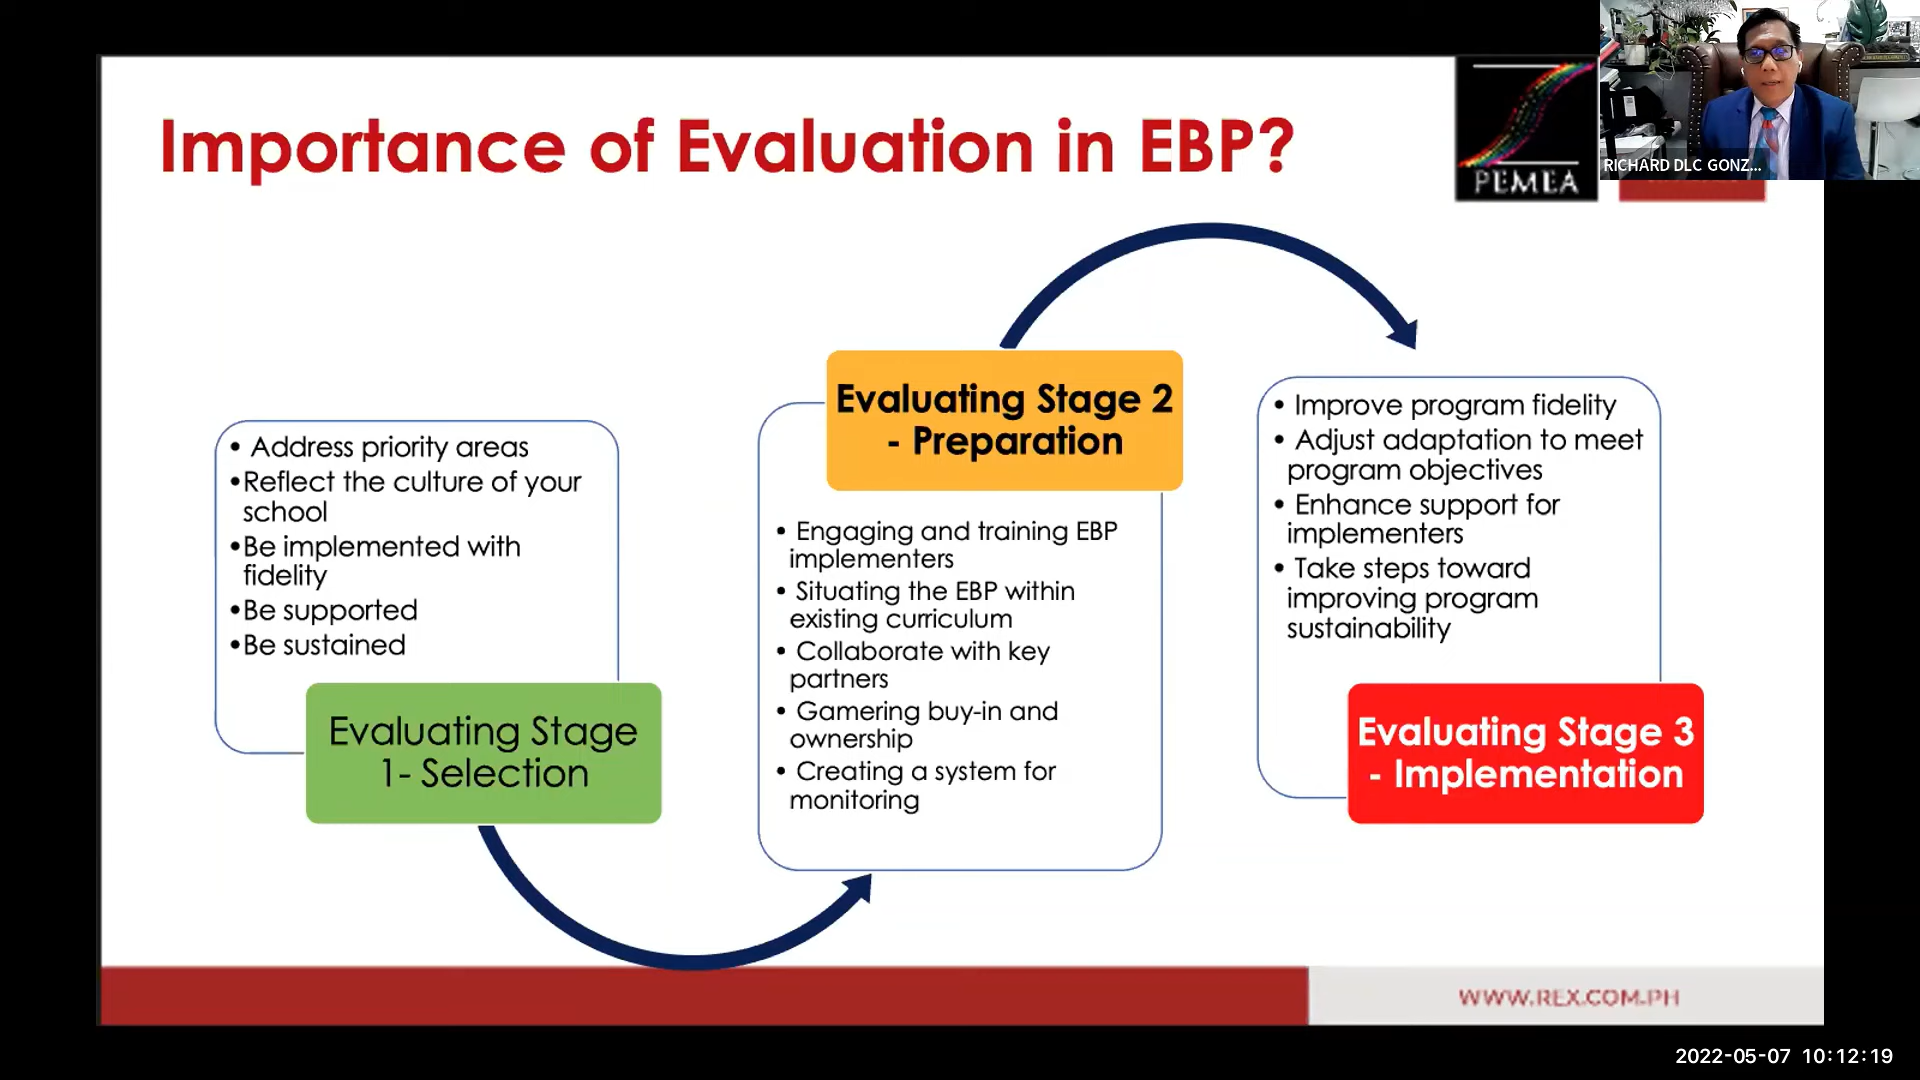 Importance of Evaluation in EBP?
PEMEA
RICHARD DLC GONZ...
• Address priority areas
•Reflect the culture of your
school
•Be implemented with
fidelity
•Be supported
•Be sustained
Evaluating Stage
1- Selection
Evaluating Stage 2
- Preparation
• Engaging and training EBP
implementers
• Situating the EBP within
existing curriculum
• Collaborate with key
partners
• Gamering buy-in and
ownership
• Creating a system for
monitoring
• Improve program fidelity
• Adjust adaptation to meet
program objectives
• Enhance support for
implementers
• Take steps toward
improving program
sustainability
Evaluating Stage 3
- Implementation
WWW.REX.COM.PH
2022-05-07 10:12:19